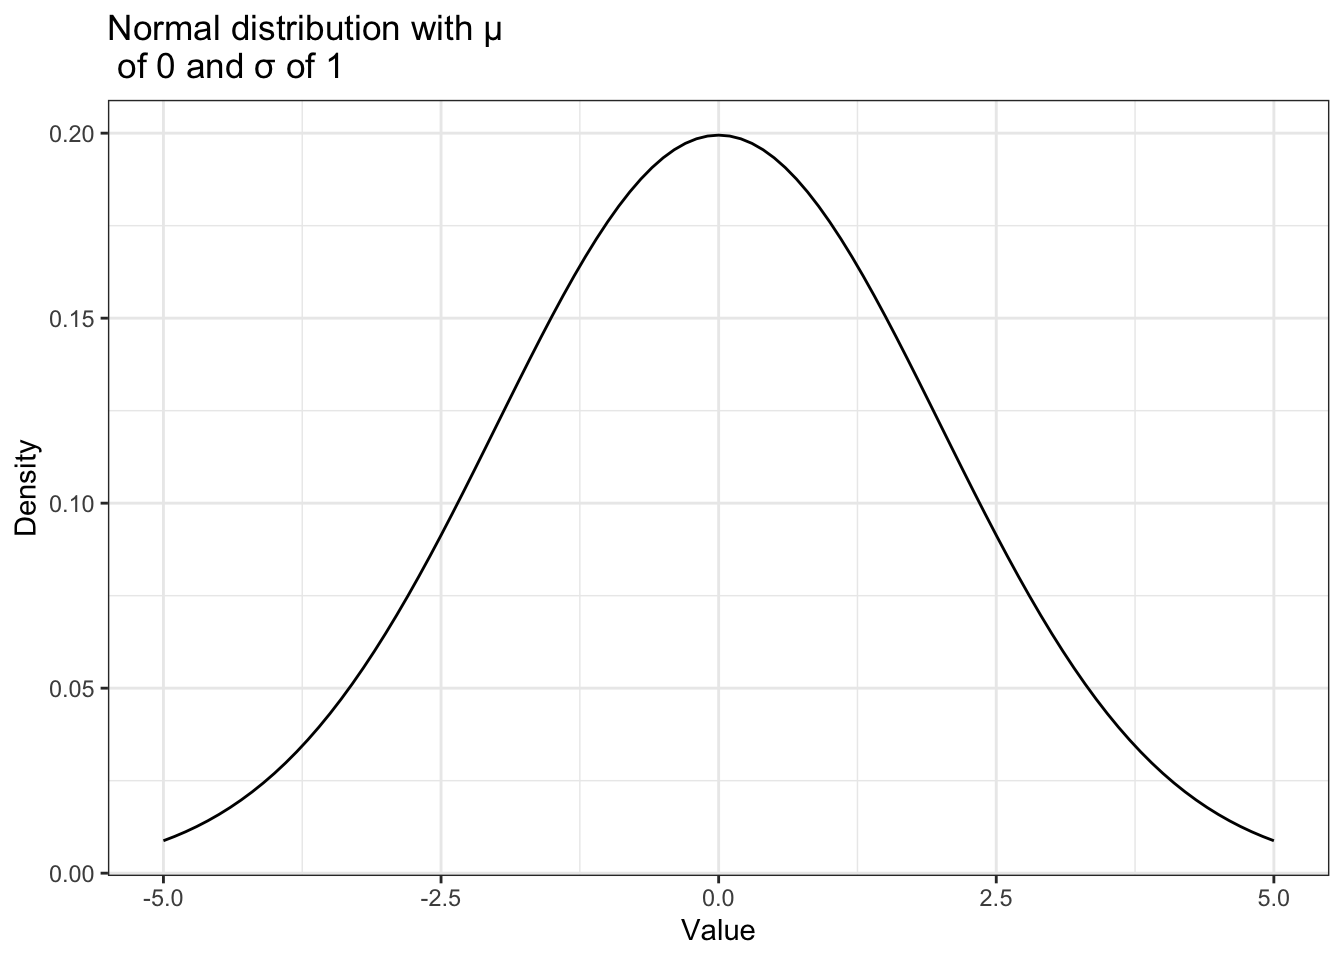 Normal distribution with μ
of 0 and σ of 1
0.20
0.15
0.10
0.05
0.00
Density
-5.0
-2.5
0.0
2.5
5.0
Value